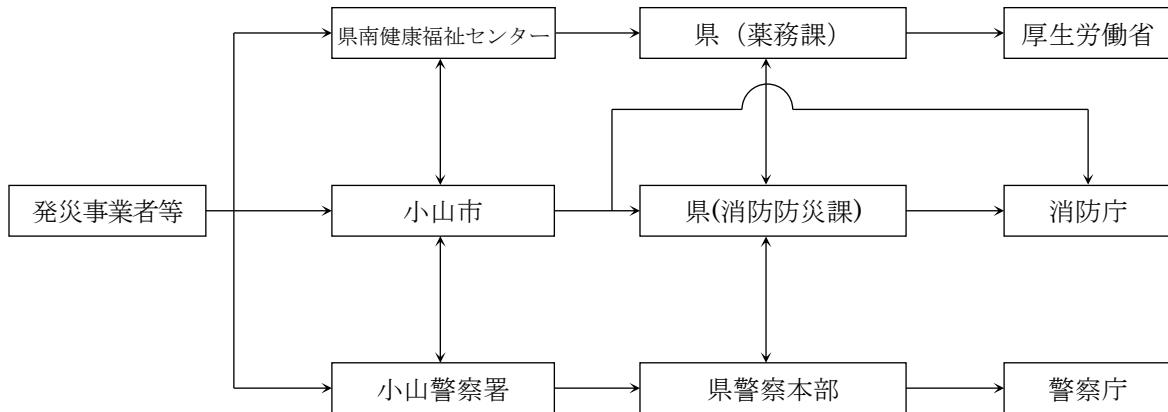 県南健康福祉センター
県（薬務課）
厚生労働省
発災事業者等
小山市
県(消防防災課)
消防庁
小山警察署
県警察本部
警察庁